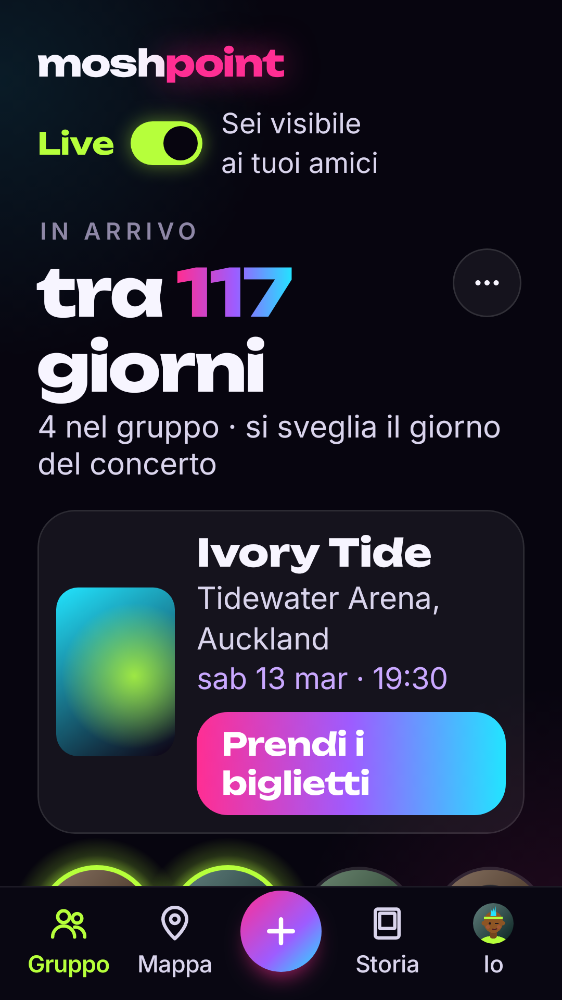 moshpoint
Live
Sei visibile
ai tuoi amici
IN ARRIVO
tra 117
giorni
4 nel gruppo · si sveglia il giorno
del concerto
Ivory Tide
Tidewater Arena,
Auckland
sab 13 mar · 19:30
Prendi i
biglietti
Gruppo
Mappa
Storia
Io